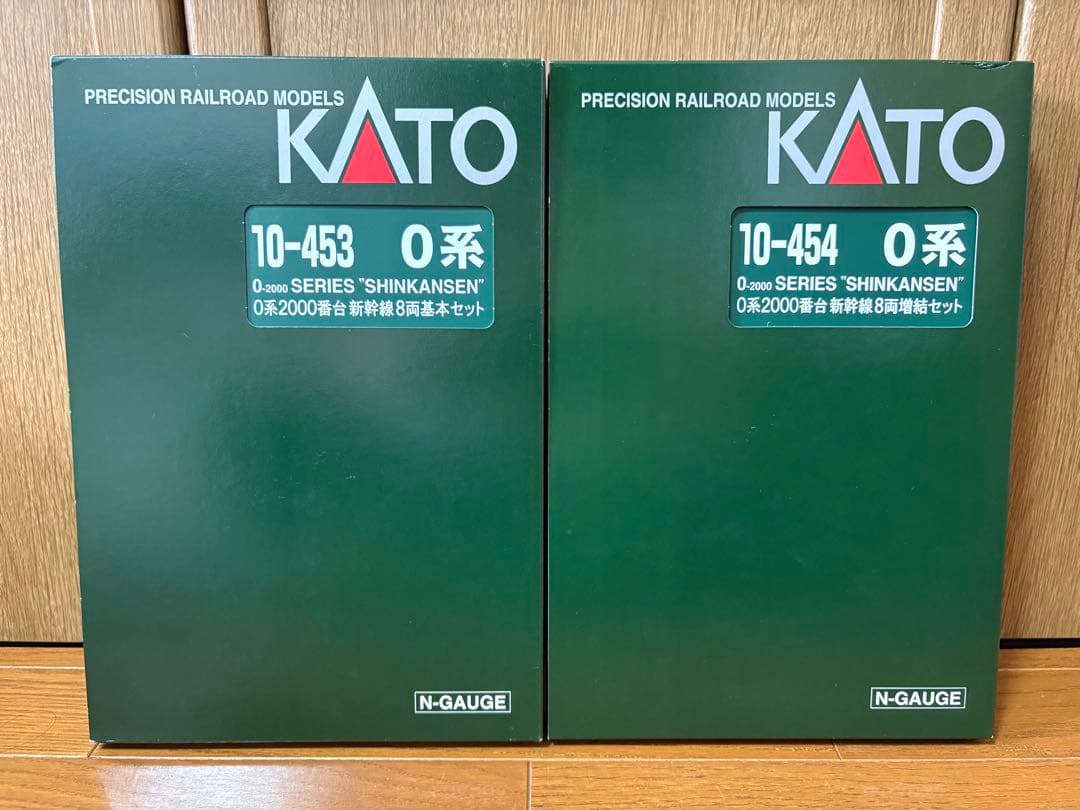 PRECISION RAILROAD MODELS
KATO
10-453 0系
0-2000 SERIES "SHINKANSEN"
0系2000番台 新幹線8両基本セット
N-GAUGE
PRECISION RAILROAD MODELS
KATO
10-454 0系
0-2000 SERIES "SHINKANSEN"
0系2000番台 新幹線8両増結セット
N-GAUGE